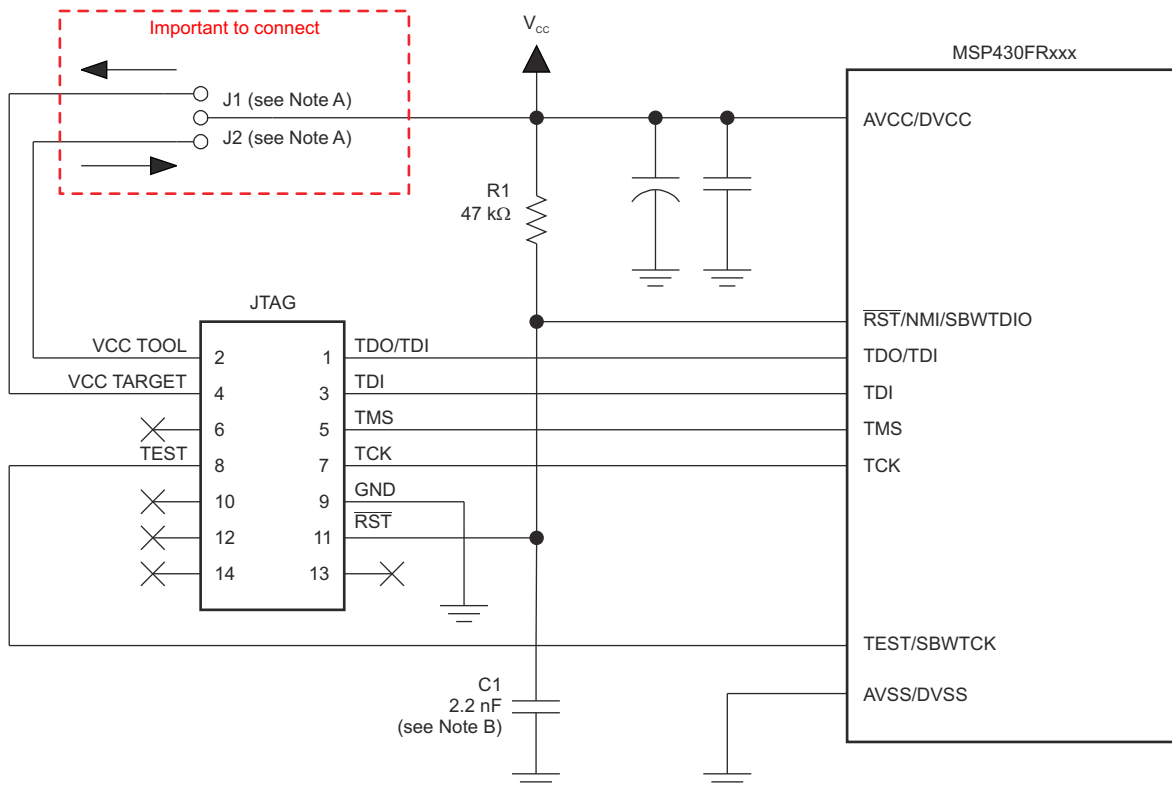 Important to connect
VCC
MSP430FRxxx
J1 (see Note A)
AVCC/DVCC
J2 (see Note A)
R1
47 kΩ
JTAG
RST/NMI/SBWTDIO
VCC TOOL
2
1
TDO/TDI
TDO/TDI
VCC TARGET
4
3
TDI
TDI
6
5
TMS
TMS
TEST
8
7
TCK
TCK
10
9
GND
12
11
RST
14
13
TEST/SBWTCK
C1
2.2 nF
(see Note B)
AVSS/DVSS